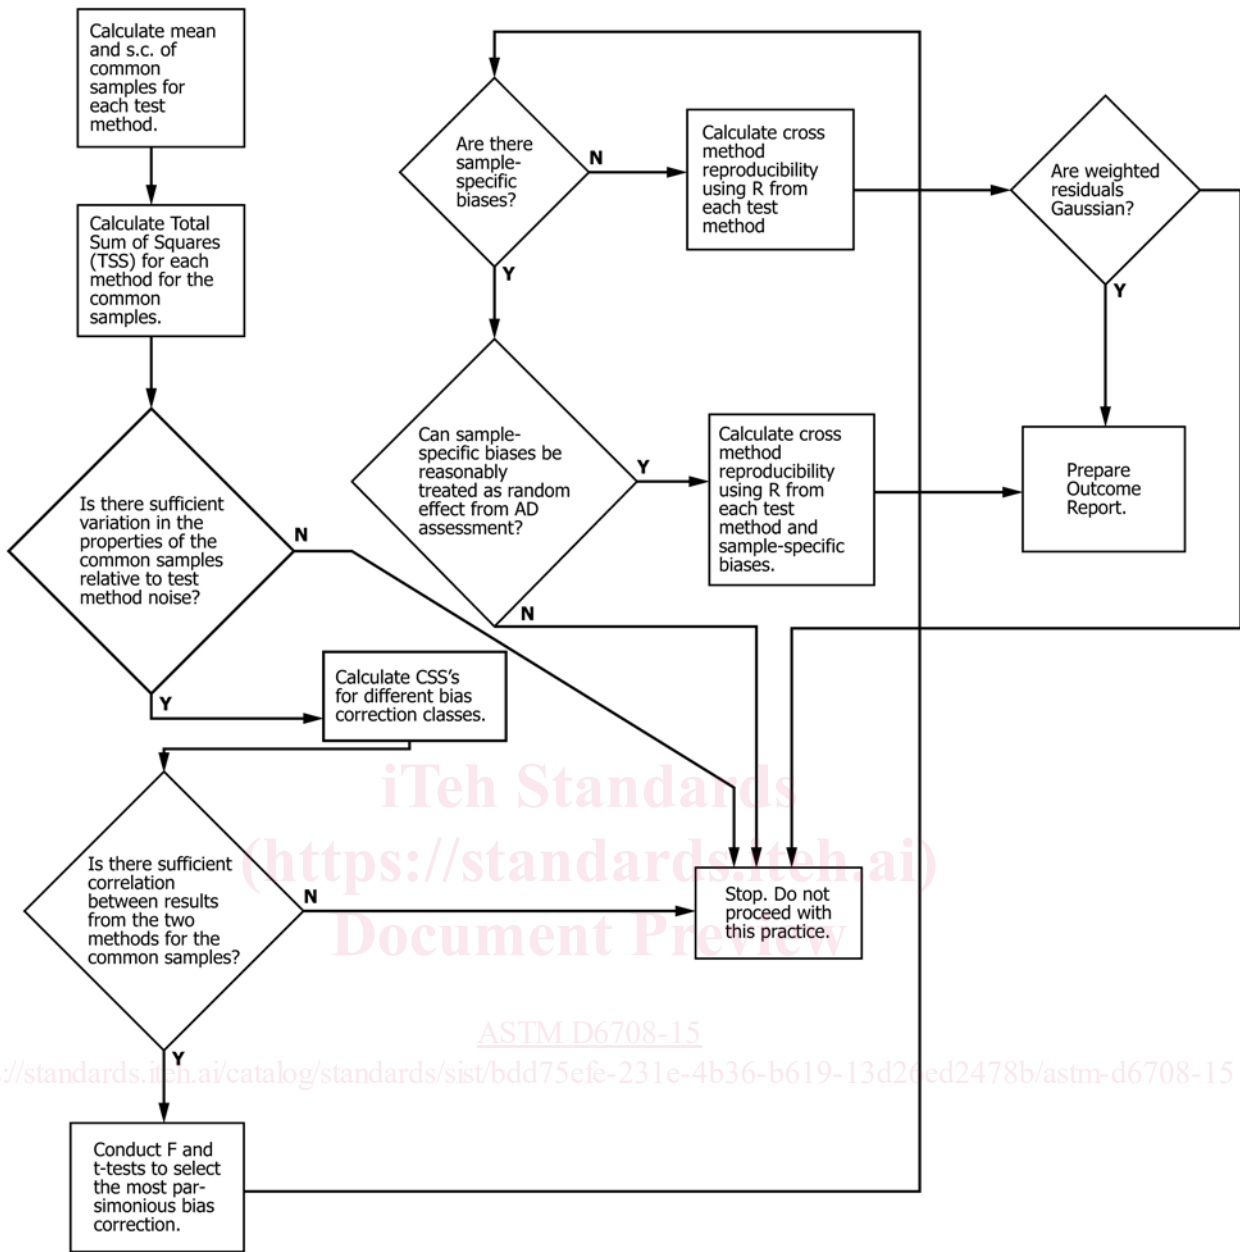 Calculate mean
and s.c. of
common
samples for
each test
method.
Calculate Total
Sum of Squares
(TSS) for each
method for the
common
samples.
Is there sufficient
variation in the
properties of the
common samples
relative to test
method noise?
N
Y
Calculate CSS's
for different bias
correction classes.
Is there sufficient
correlation
between results
from the two
methods for the
common samples?
N
Y
Conduct F and
t-tests to select
the most par-
simonious bias
correction.
Are there
sample-
specific
biases?
N
Y
Calculate cross
method
reproducibility
using R from
each test
method
Are weighted
residuals
Gaussian?
Y
Can sample-
specific biases be
reasonably
treated as random
effect from AD
assessment?
Y
N
Calculate cross
method
reproducibility
using R from
each test
method and
sample-specific
biases.
Prepare
Outcome
Report.
Stop. Do not
proceed with
this practice.
iTeh Standards
(https://standards.iteh.ai)
Document Preview
ASTM D6708-15
s://standards.iteh.ai/catalog/standards/sist/bdd75efe-231e-4b36-b619-13d26ed2478b/astm-d6708-15